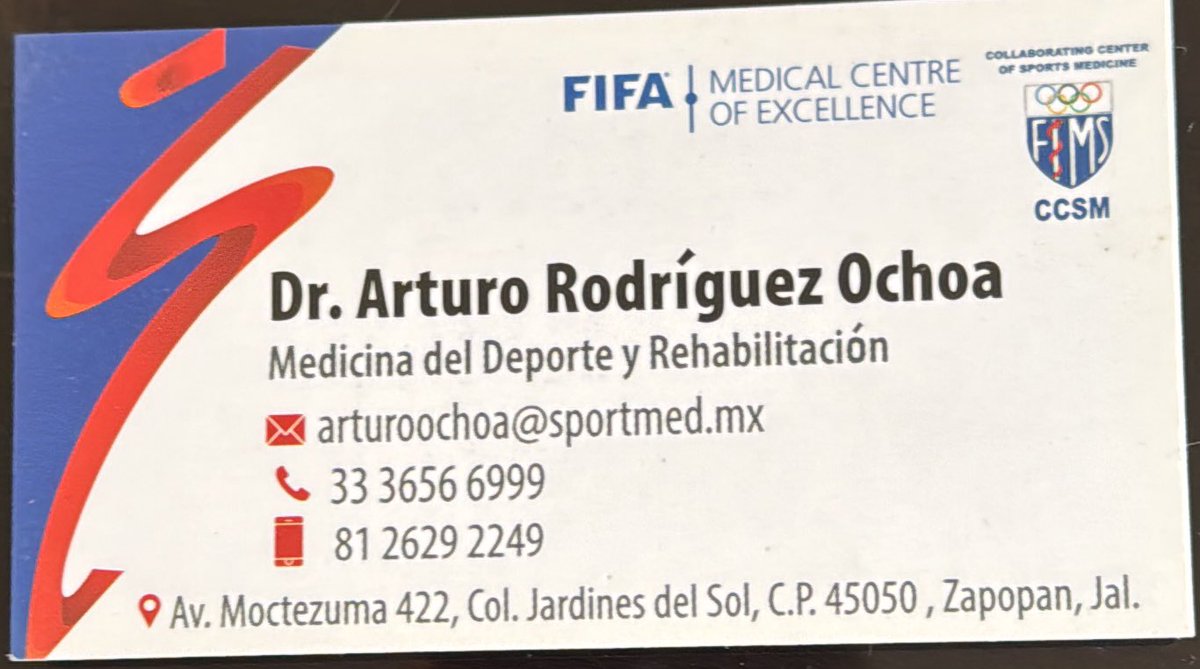 FIFA® MEDICAL CENTRE
OF EXCELLENCE
COLLABORATING CENTER
OF SPORTS MEDICINE
FIMS
CCSM
Dr. Arturo Rodríguez Ochoa
Medicina del Deporte y Rehabilitación
arturoochoa@sportmed.mx
33 3656 6999
81 2629 2249
Av. Moctezuma 422, Col. Jardines del Sol, C.P. 45050 , Zapopan, Jal.